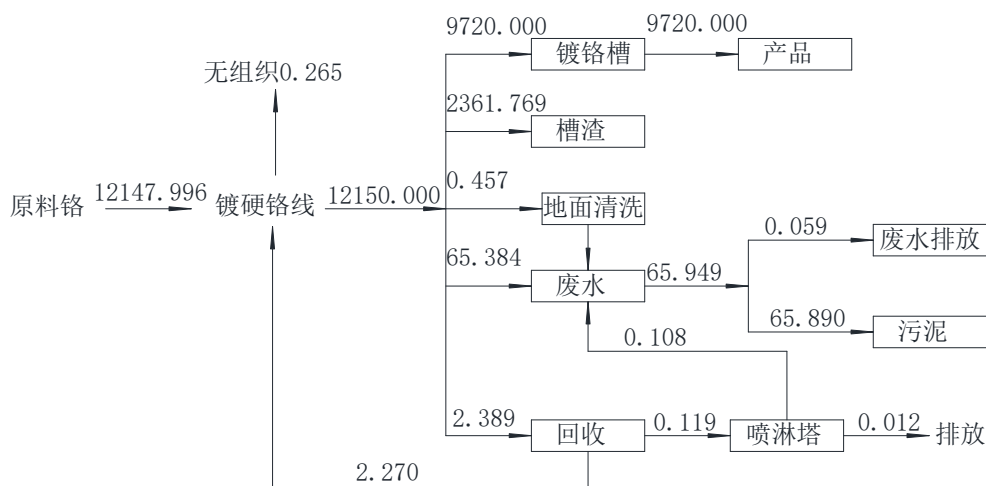 9720.000
9720.000
镀铬槽
产品
无组织0.265
2361.769
槽渣
原料铬
12147.996
镀硬铬线
12150.000
0.457
地面清洗
0.059
废水排放
65.384
废水
65.949
65.890
污泥
0.108
2.389
回收
0.119
喷淋塔
0.012
排放
2.270